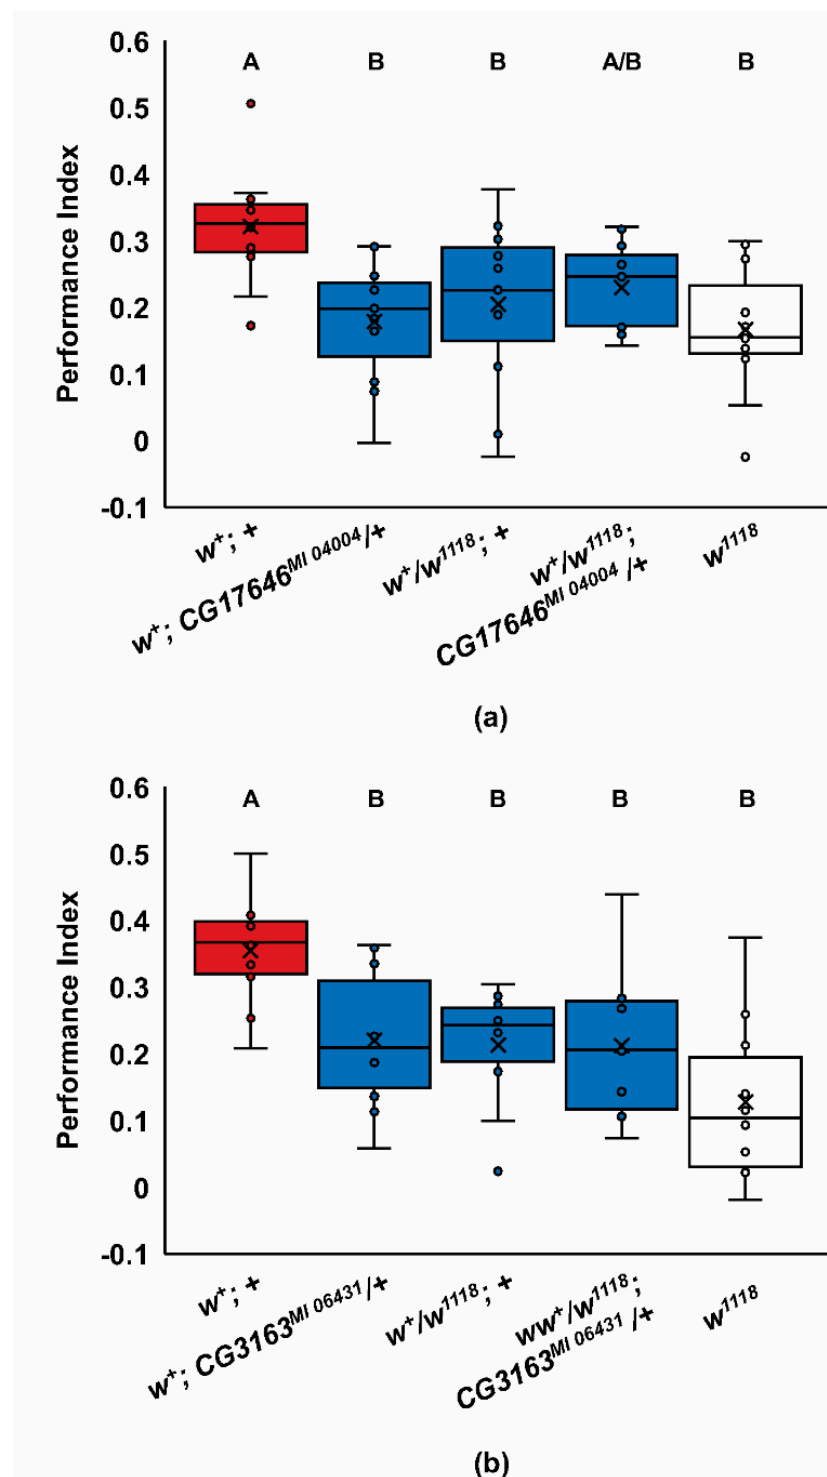 0.6
A B B A/B B
0.5
0.4
0.3
0.2
0.1
0
-0.1
Performance Index
w⁺; +
w⁺; CG17646ᴹᴵ ⁰⁴⁰⁰⁴/+
w⁺/w¹¹¹⁸; +
w⁺/w¹¹¹⁸;
CG17646ᴹᴵ ⁰⁴⁰⁰⁴ /+
w¹¹¹⁸
(a)
0.6
A B B B B
0.5
0.4
0.3
0.2
0.1
0
-0.1
Performance Index
w⁺; +
w⁺; CG3163ᴹᴵ ⁰⁶⁴³¹/+
w⁺/w¹¹¹⁸; +
ww⁺/w¹¹¹⁸;
CG3163ᴹᴵ ⁰⁶⁴³¹ /+
w¹¹¹⁸
(b)